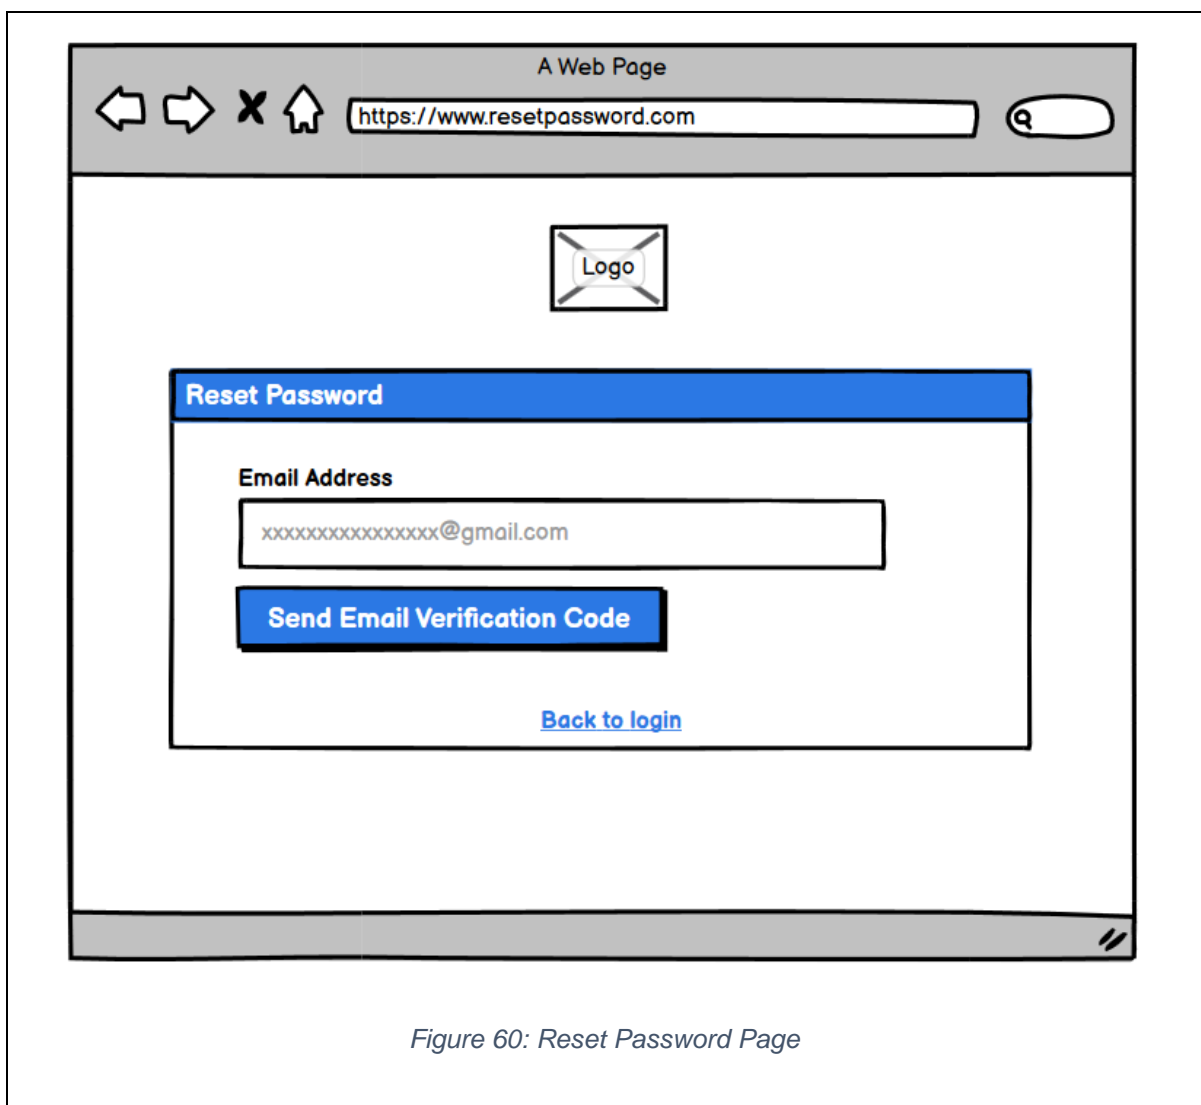 A Web Page
https://www.resetpassword.com
Logo
Reset Password
Email Address
xxxxxxxxxxxxxxxx@gmail.com
Send Email Verification Code
Back to login
Figure 60: Reset Password Page